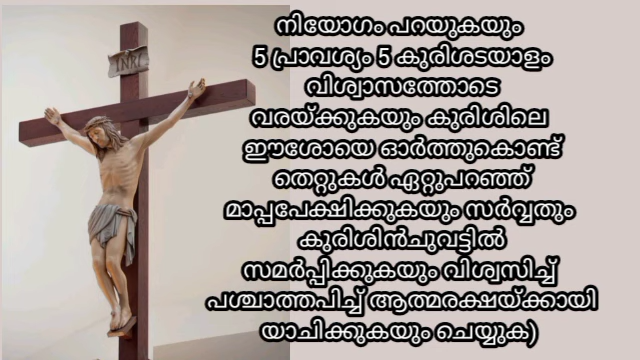 INRI
നിയോഗം പറയുകയും
5 പ്രാവശ്യം 5 കുരിശടയാളം
വിശ്വാസത്തോടെ
വരയ്ക്കുകയും കുരിശിലെ
ഈശോയെ ഓർത്തുകൊണ്ട്
തെറ്റുകൾ ഏറ്റുപറഞ്ഞ്
മാപ്പപേക്ഷിക്കുകയും സർവ്വതും
കുരിശിൻചുവട്ടിൽ
സമർപ്പിക്കുകയും വിശ്വസിച്ച്
പശ്ചാത്തപിച്ച് ആത്മരക്ഷയ്ക്കായി
യാചിക്കുകയും ചെയ്യുക)